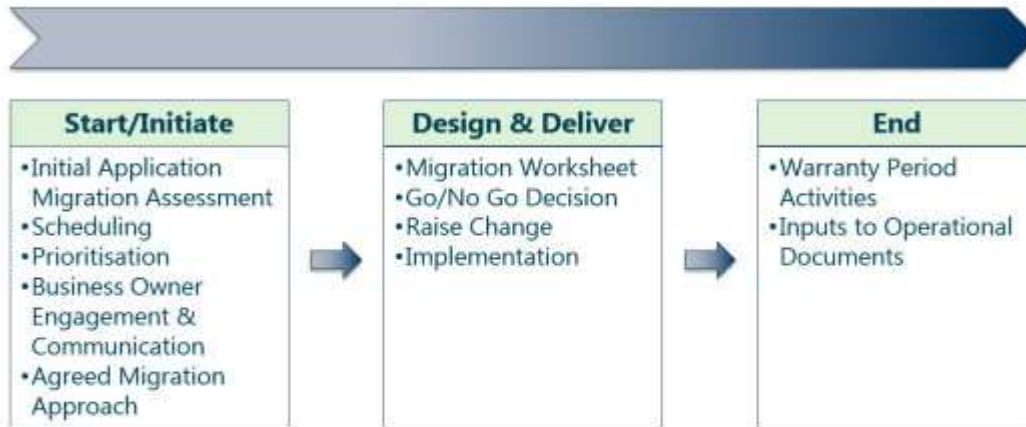 Start/Initiate
•Initial Application
Migration Assessment
•Scheduling
•Prioritisation
•Business Owner
Engagement &
Communication
•Agreed Migration
Approach
Design & Deliver
•Migration Worksheet
•Go/No Go Decision
•Raise Change
•Implementation
End
•Warranty Period
Activities
•Inputs to Operational
Documents